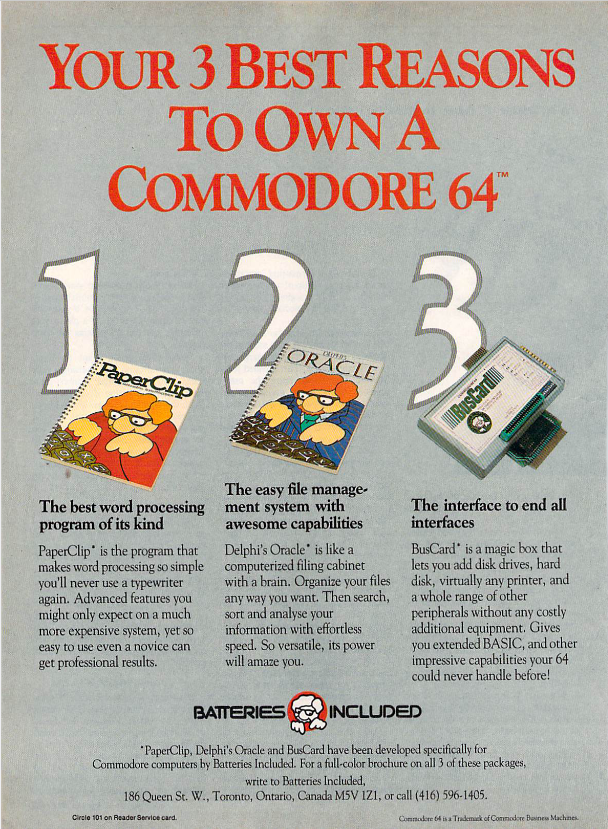 YOUR 3 BEST REASONS
TO OWN A
COMMODORE 64™
1
2
3
PaperClip
DELPHI'S
ORACLE
BusCard
The best word processing
program of its kind
PaperClip* is the program that
makes word processing so simple
you'll never use a typewriter
again. Advanced features you
might only expect on a much
more expensive system, yet so
easy to use even a novice can
get professional results.
The easy file manage-
ment system with
awesome capabilities
Delphi's Oracle* is like a
computerized filing cabinet
with a brain. Organize your files
any way you want. Then search,
sort and analyse your
information with effortless
speed. So versatile, its power
will amaze you.
The interface to end all
interfaces
BusCard* is a magic box that
lets you add disk drives, hard
disk, virtually any printer, and
a whole range of other
peripherals without any costly
additional equipment. Gives
you extended BASIC, and other
impressive capabilities your 64
could never handle before!
BATTERIES INCLUDED
*PaperClip, Delphi's Oracle and BusCard have been developed specifically for
Commodore computers by Batteries Included. For a full-color brochure on all 3 of these packages,
write to Batteries Included,
186 Queen St. W., Toronto, Ontario, Canada M5V 1Z1, or call (416) 596-1405.
Circle 101 on Reader Service card.
Commodore 64 is a Trademark of Commodore Business Machines.